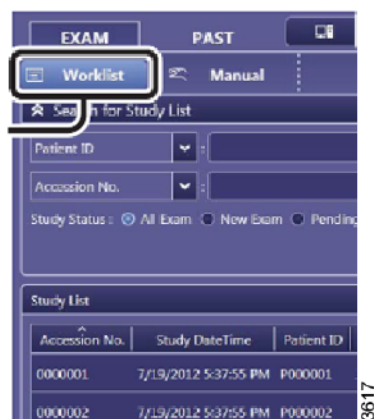 EXAM PAST
Worklist Manual
Search for Study List
Patient ID :
Accession No. :
Study Status : All Exam New Exam Pending
Study List
Accession No. Study DateTime Patient ID
0000001 7/19/2012 5:37:55 PM P000001
0000002 7/19/2012 5:37:55 PM P000002
3617